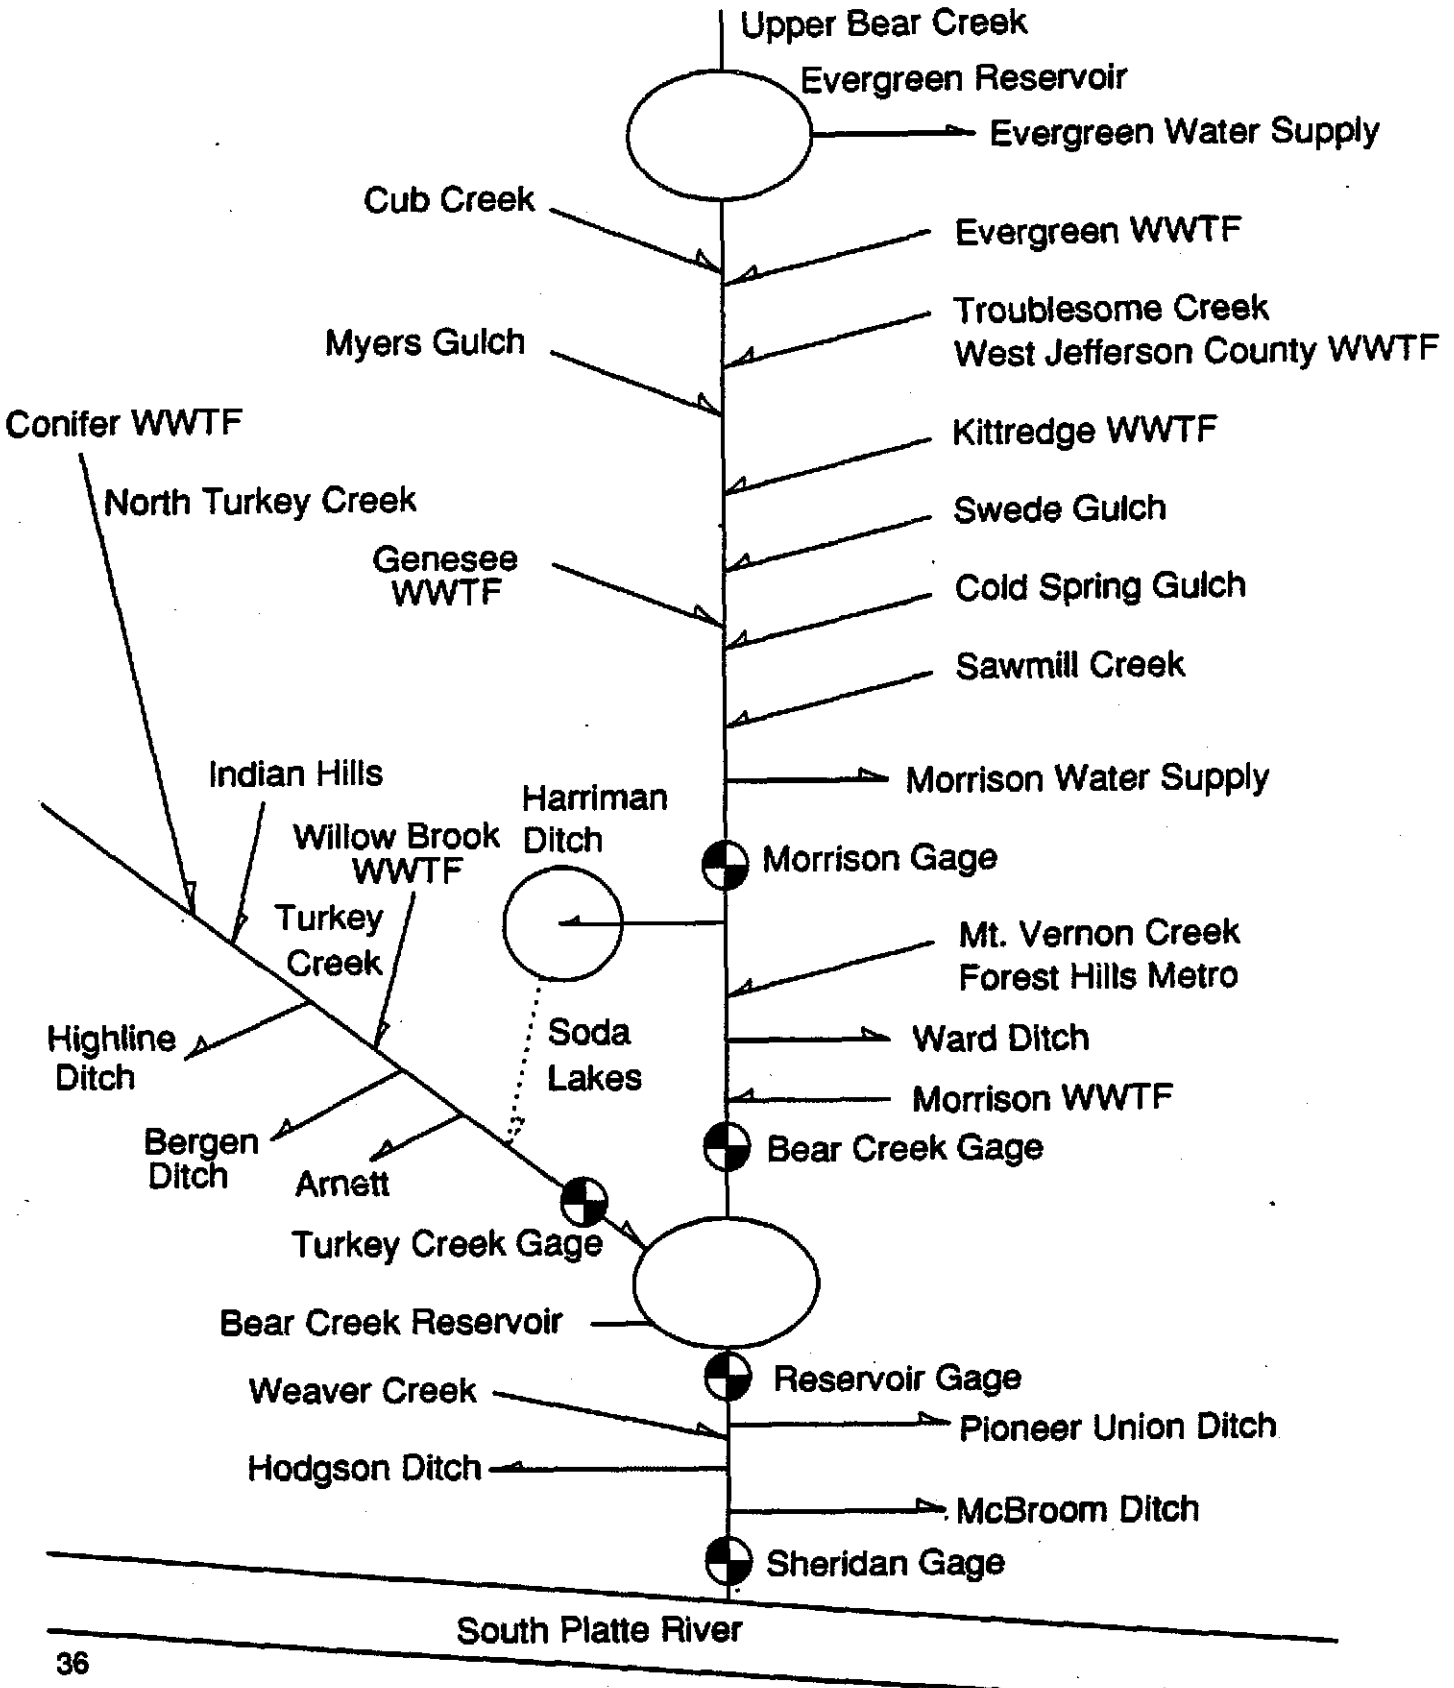 Upper Bear Creek
Evergreen Reservoir
Evergreen Water Supply
Cub Creek
Evergreen WWTF
Troublesome Creek
West Jefferson County WWTF
Myers Gulch
Conifer WWTF
Kittredge WWTF
North Turkey Creek
Swede Gulch
Genesee
WWTF
Cold Spring Gulch
Sawmill Creek
Indian Hills
Morrison Water Supply
Harriman
Ditch
Willow Brook
WWTF
Morrison Gage
Turkey
Creek
Mt. Vernon Creek
Forest Hills Metro
Highline
Ditch
Soda
Lakes
Ward Ditch
Morrison WWTF
Bergen
Ditch
Bear Creek Gage
Arnett
Turkey Creek Gage
Bear Creek Reservoir
Reservoir Gage
Weaver Creek
Pioneer Union Ditch
Hodgson Ditch
McBroom Ditch
Sheridan Gage
South Platte River
36